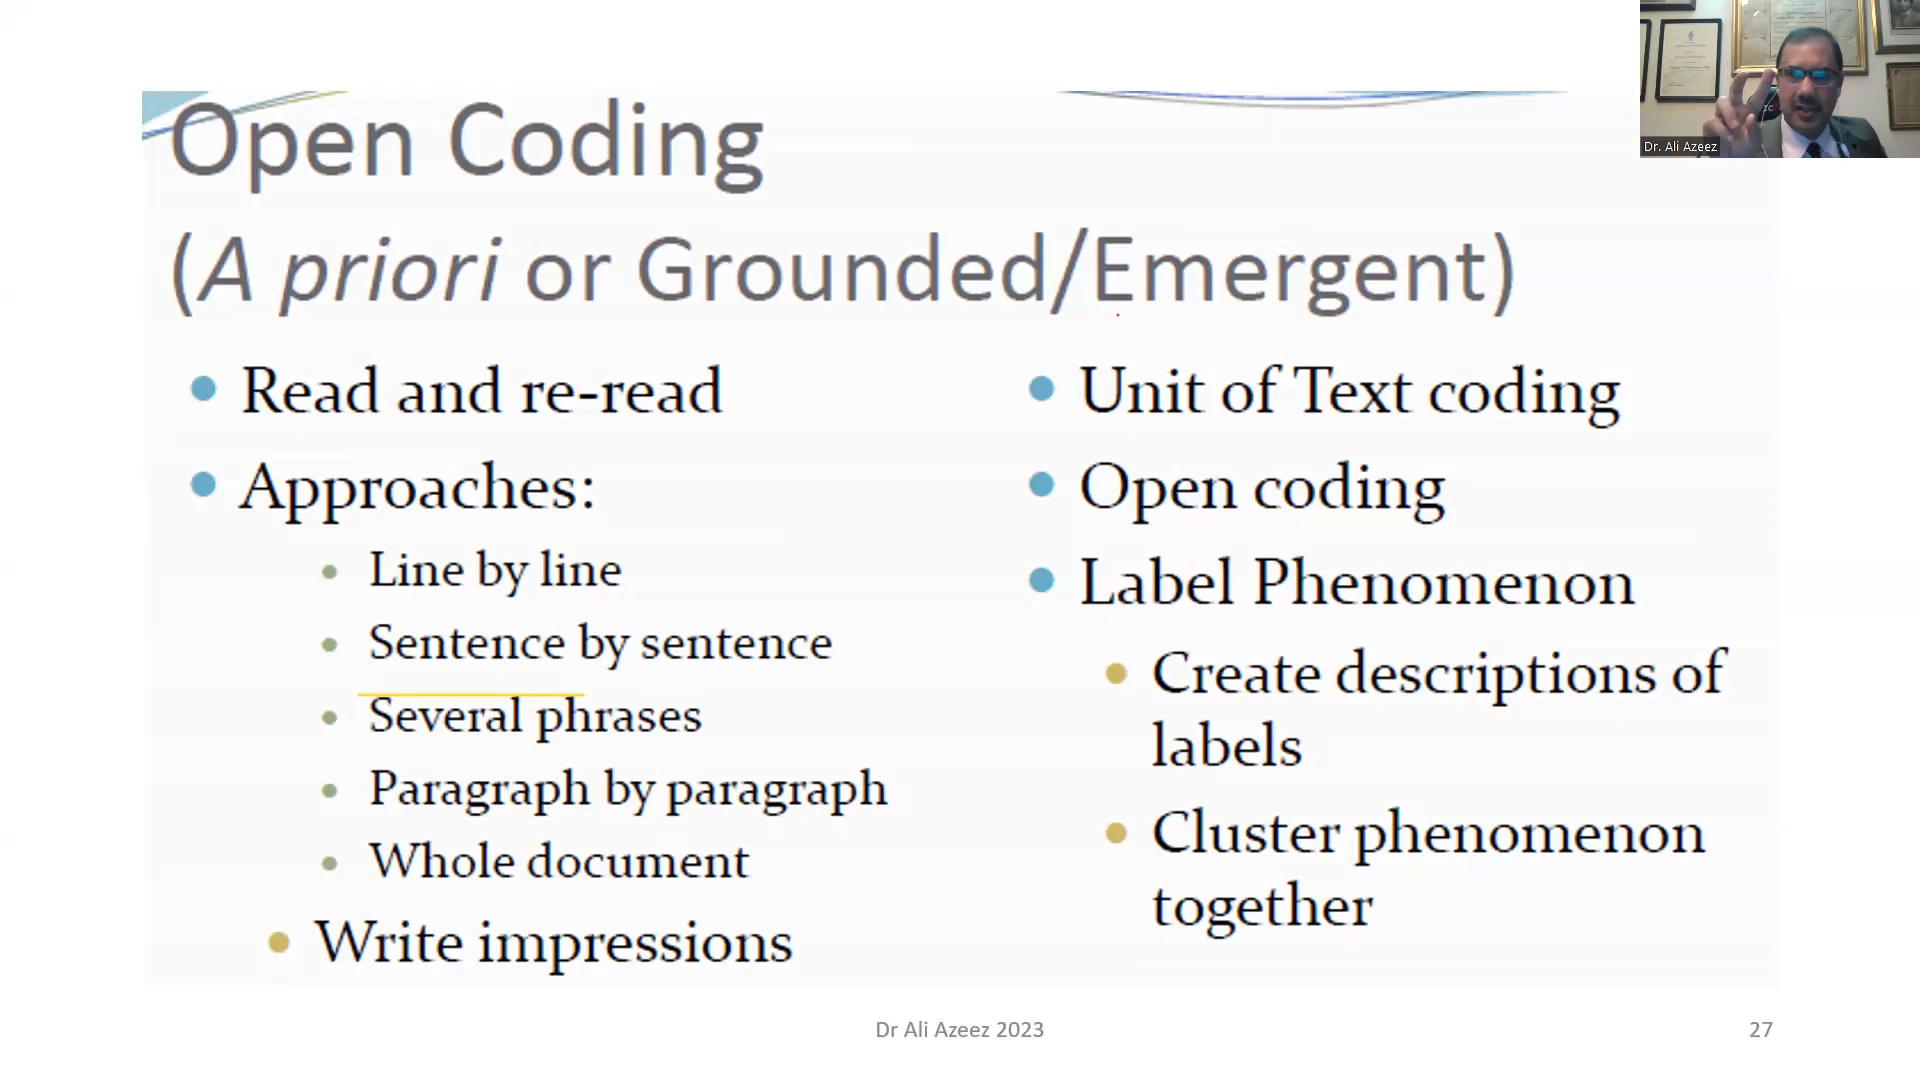 Open Coding
(A priori or Grounded/Emergent)
Read and re-read
Approaches:
Line by line
Sentence by sentence
Several phrases
Paragraph by paragraph
Whole document
Write impressions
Unit of Text coding
Open coding
Label Phenomenon
Create descriptions of
labels
Cluster phenomenon
together
Dr. Ali Azeez
Dr Ali Azeez 2023
27